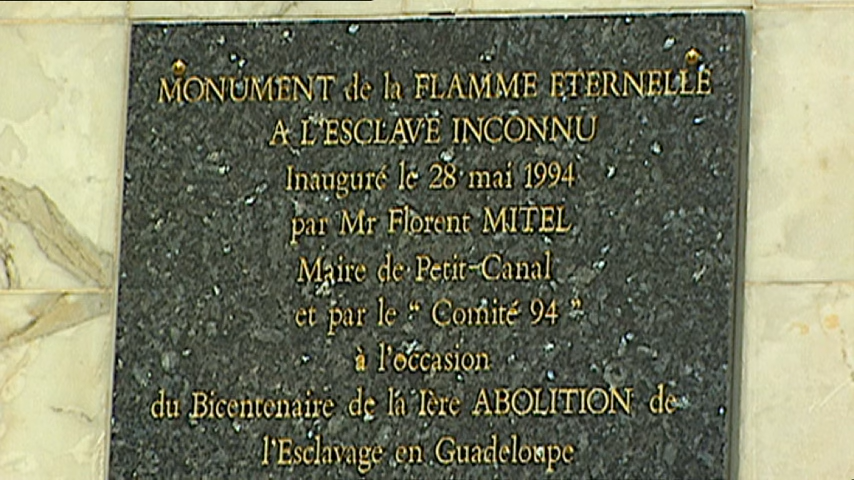 MONUMENT de la FLAMME ETERNELLE
A L'ESCLAVE INCONNU
Inauguré le 28 mai 1994
par Mr Florent MITEL
Maire de Petit-Canal
et par le " Comité 94 "
à l'occasion
du Bicentenaire de la Ière ABOLITION de
l'Esclavage en Guadeloupe